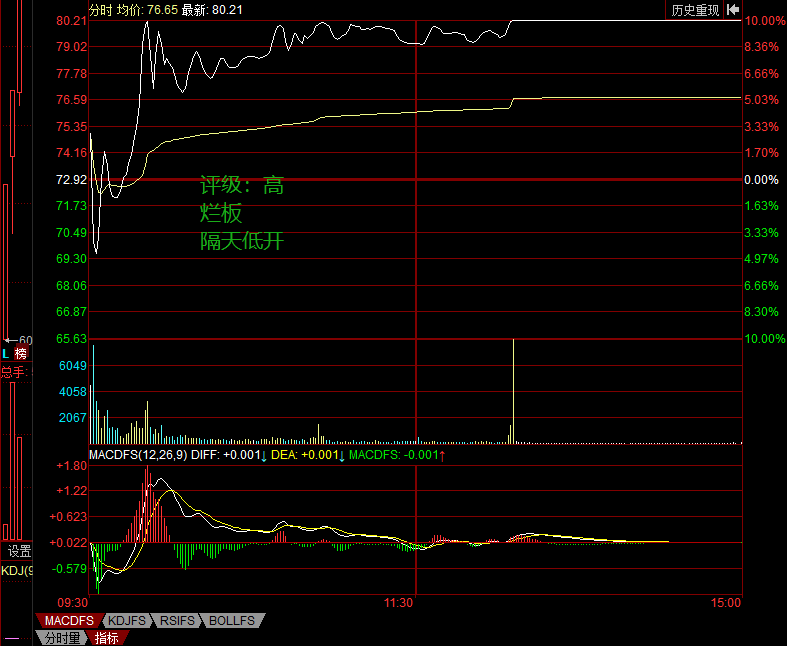 分时 均价: 76.65 最新: 80.21
历史重现
80.21 10.00%
79.02 8.36%
77.78 6.66%
76.59 5.03%
75.35 3.33%
74.16 1.70%
72.92 0.00%
71.73 1.63%
70.49 3.33%
69.30 4.97%
68.06 6.66%
66.87 8.30%
65.63 10.00%
评级：高
烂板
隔天低开
60
L 榜
总手:
6049
4058
2067
MACDFS(12,26,9) DIFF: +0.001↓ DEA: +0.001↓ MACDFS: -0.001↑
+1.80
+1.22
+0.623
+0.022
-0.579
设置
KDJ(9
09:30 11:30 15:00
MACDFS KDJFS RSIFS BOLLFS
分时量 指标